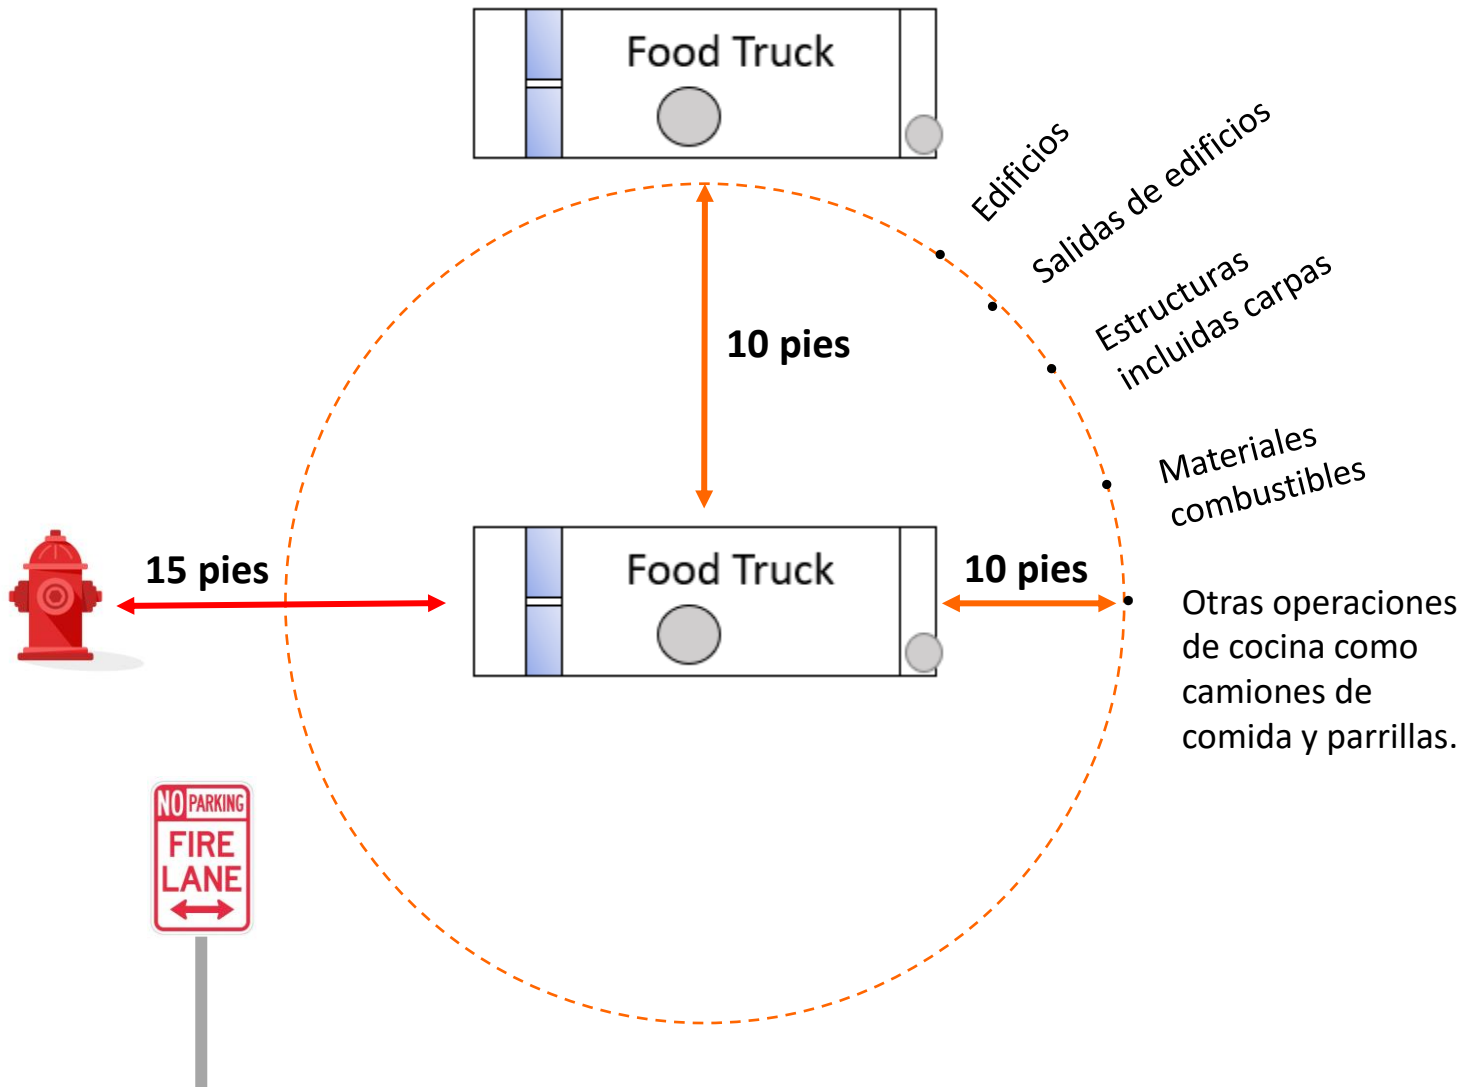 Food Truck
Edificios
Salidas de edificios
Estructuras
incluidas carpas
10 pies
Materiales
combustibles
15 pies
Food Truck
10 pies
Otras operaciones
de cocina como
camiones de
comida y parrillas.
NO PARKING
FIRE
LANE